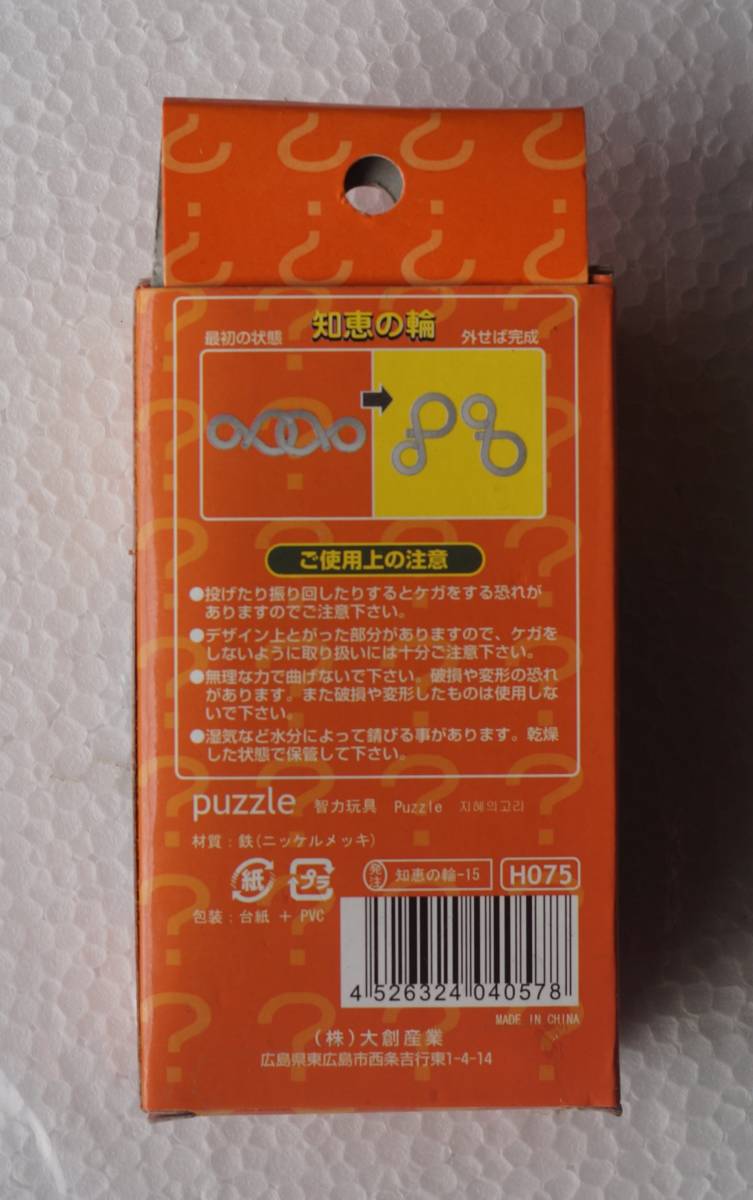 知恵の輪
最初の状態
外せば完成
ご使用上の注意
●投げたり振り回したりするとケガをする恐れが
ありますのでご注意下さい。
●デザイン上とがった部分がありますので、ケガを
しないように取り扱いには十分ご注意下さい。
●無理な力で曲げないで下さい。破損や変形の恐れ
があります。また破損や変形したものは使用しな
いで下さい。
●湿気など水分によって錆びる事があります。乾燥
した状態で保管して下さい。
puzzle 智力玩具 Puzzle 지혜의고리
材質：鉄(ニッケルメッキ)
紙 プラ 発注 知恵の輪-15 H075
包装：台紙 + PVC
4 526324 040578
MADE IN CHINA
(株)大創産業
広島県東広島市西条吉行東1-4-14